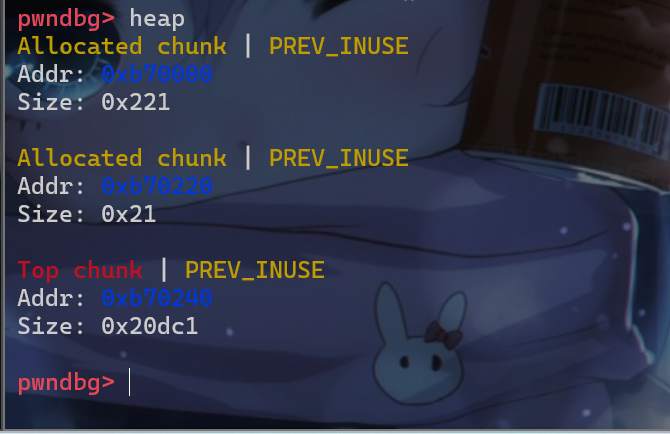 pwndbg> heap
Allocated chunk | PREV_INUSE
Addr: 0xb70000
Size: 0x221
Allocated chunk | PREV_INUSE
Addr: 0xb70220
Size: 0x21
Top chunk | PREV_INUSE
Addr: 0xb70240
Size: 0x20dc1
pwndbg>